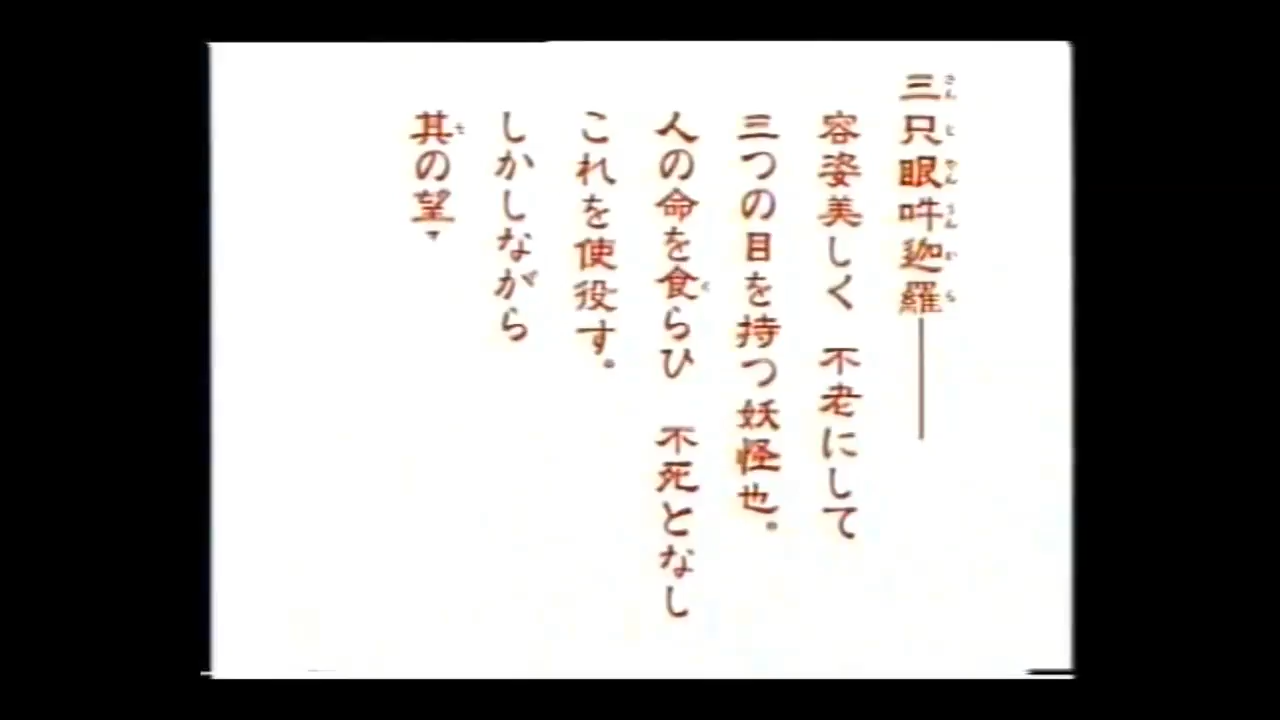 三只眼吽迦羅――
容姿美しく　不老にして
三つの目を持つ妖怪也。
人の命を食らひ　不死となし
これを使役す。
しかしながら
其の望